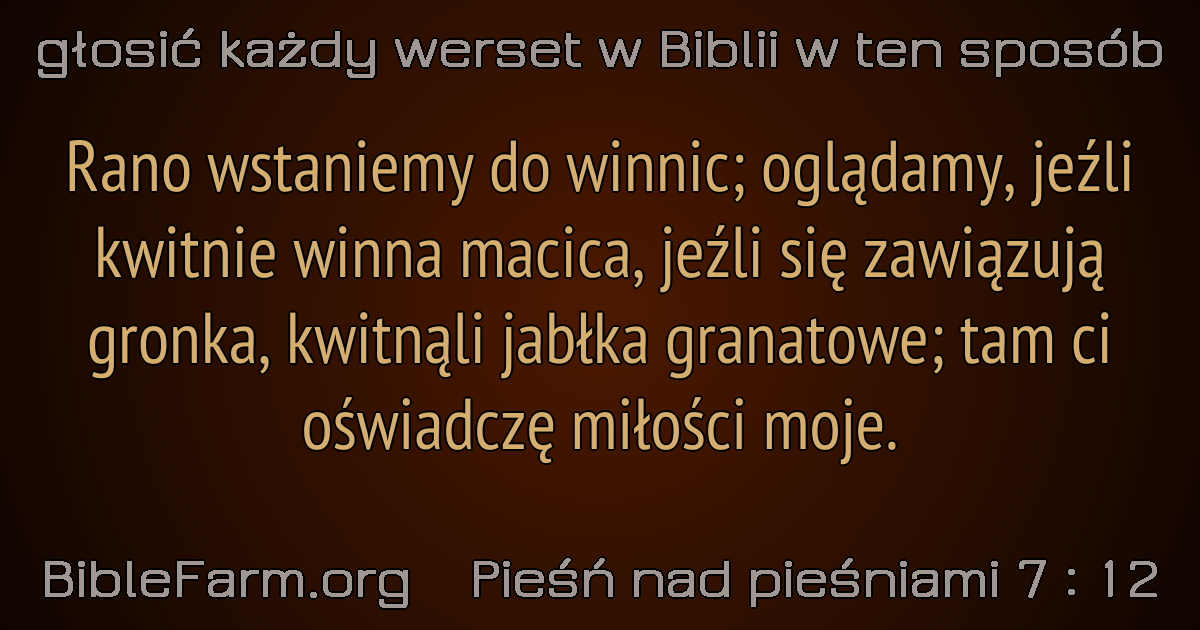 głosić każdy werset w Biblii w ten sposób
Rano wstaniemy do winnic; oglądamy, jeźli
kwitnie winna macica, jeźli się zawiązują
gronka, kwitnąli jabłka granatowe; tam ci
oświadczę miłości moje.
BibleFarm.org Pieśń nad pieśniami 7 : 12